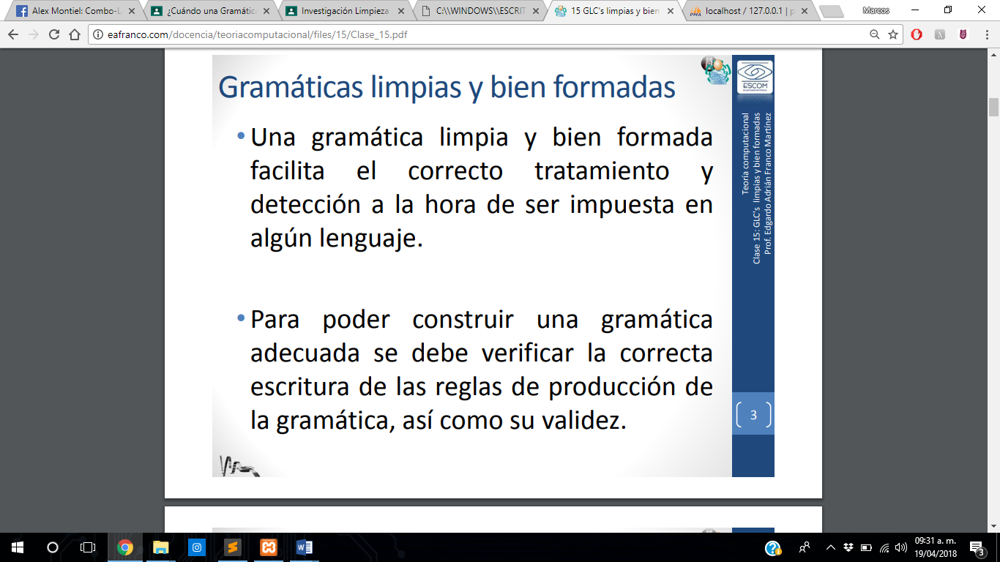 Alex Montiel: Combo-L
¿Cuándo una Gramátic
Investigación Limpieza
C:\\WINDOWS\\ESCRIT
15 GLC's limpias y bien
localhost / 127.0.0.1 | p
Marcos
eafranco.com/docencia/teoriacomputacional/files/15/Clase_15.pdf
Gramáticas limpias y bien formadas
• Una gramática limpia y bien formada
facilita el correcto tratamiento y
detección a la hora de ser impuesta en
algún lenguaje.
• Para poder construir una gramática
adecuada se debe verificar la correcta
escritura de las reglas de producción de
la gramática, así como su validez.
ESCOM
Teoría computacional
Clase 15: GLC's limpias y bien formadas
Prof. Edgardo Adrián Franco Martínez
3
09:31 a. m.
19/04/2018
3